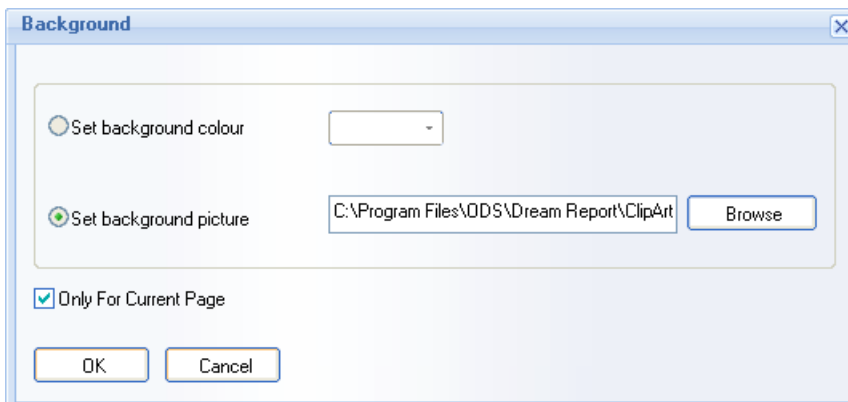 Background
Set background colour
Set background picture C:\Program Files\ODS\Dream Report\ClipArt Browse
Only For Current Page
OK Cancel